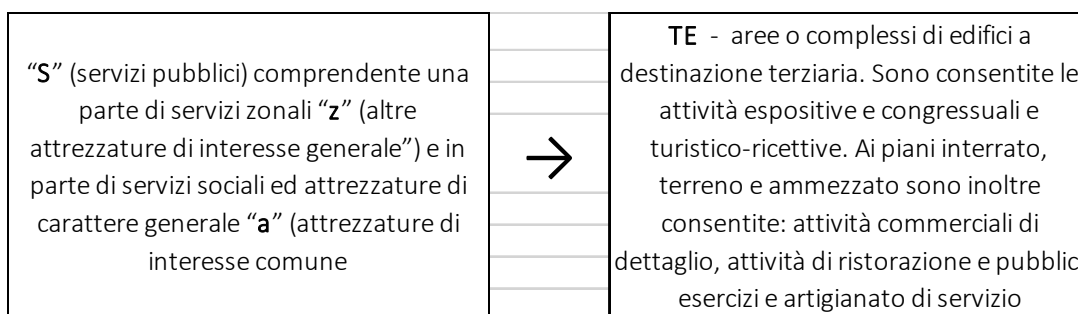 “S” (servizi pubblici) comprendente una
parte di servizi zonali “z” (altre
attrezzature di interesse generale”) e in
parte di servizi sociali ed attrezzature di
carattere generale “a” (attrezzature di
interesse comune
→
TE - aree o complessi di edifici a
destinazione terziaria. Sono consentite le
attività espositive e congressuali e
turistico-ricettive. Ai piani interrato,
terreno e ammezzato sono inoltre
consentite: attività commerciali di
dettaglio, attività di ristorazione e pubblic
esercizi e artigianato di servizio